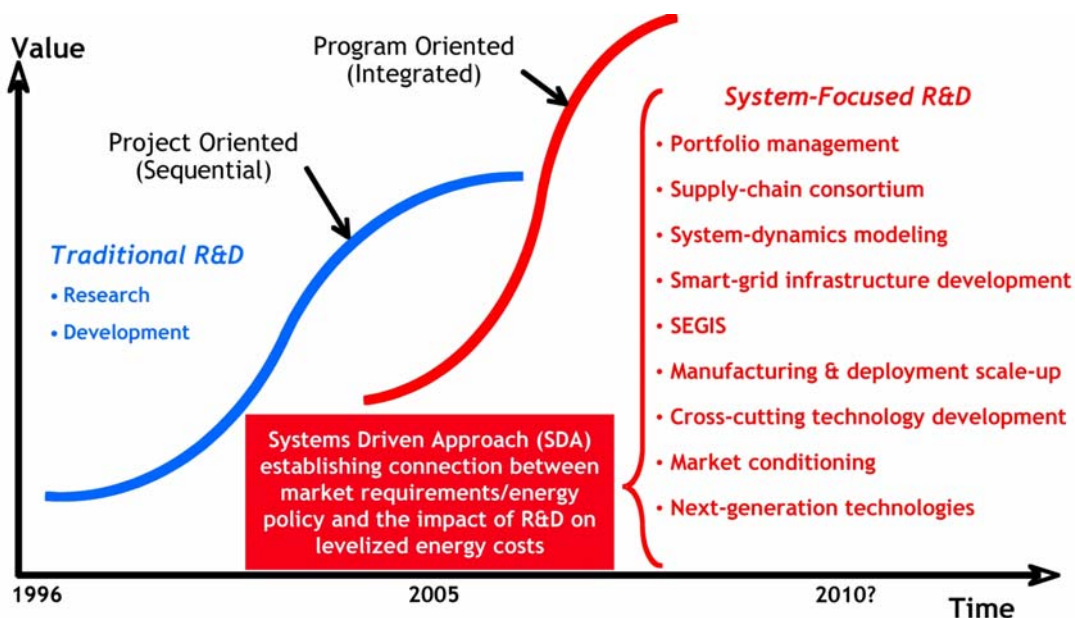 Value
Program Oriented
(Integrated)
Project Oriented
(Sequential)
Traditional R&D
• Research
• Development
System-Focused R&D
• Portfolio management
• Supply-chain consortium
• System-dynamics modeling
• Smart-grid infrastructure development
• SEGIS
• Manufacturing & deployment scale-up
• Cross-cutting technology development
• Market conditioning
• Next-generation technologies
Systems Driven Approach (SDA)
establishing connection between
market requirements/energy
policy and the impact of R&D on
levelized energy costs
1996
2005
2010?
Time